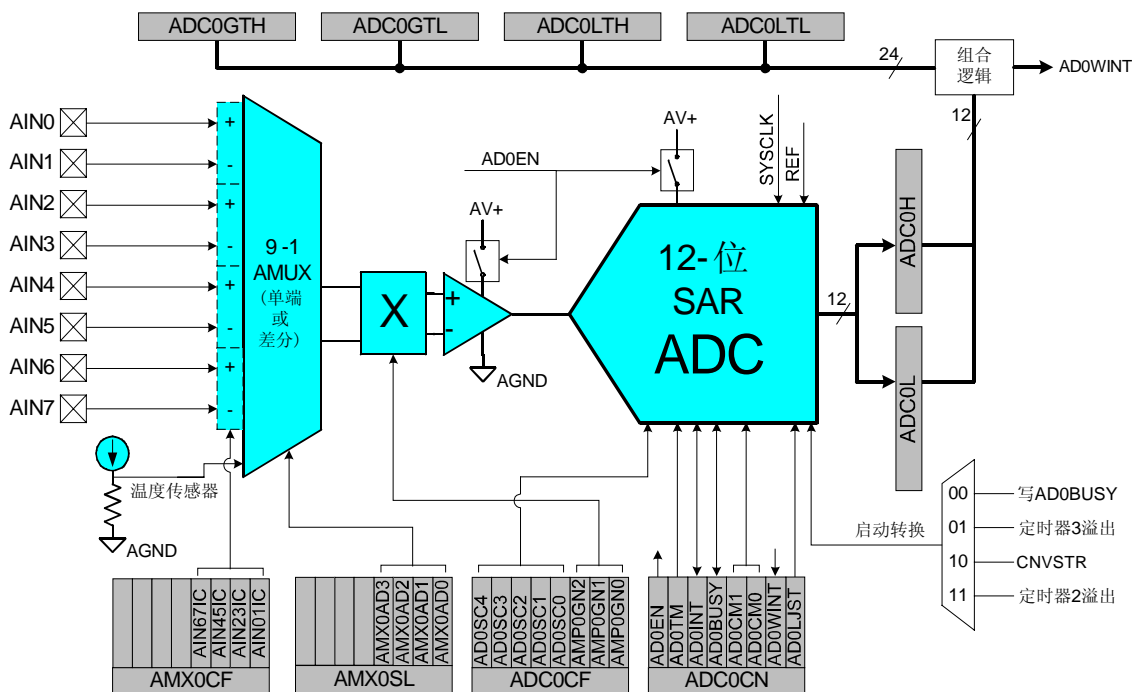 ADC0GTH
ADC0GTL
ADC0LTH
ADC0LTL
24
组合
逻辑
AD0WINT
12
AIN0
AIN1
AIN2
AIN3
AIN4
AIN5
AIN6
AIN7
+
-
+
-
+
-
+
-
9-1
AMUX
(单端
或
差分)
X
+
-
AV+
AGND
AD0EN
AV+
SYSCLK
REF
12-位
SAR
ADC
12
ADC0H
ADC0L
温度传感器
AGND
启动转换
00
写AD0BUSY
01
定时器3溢出
10
CNVSTR
11
定时器2溢出
AIN67IC
AIN45IC
AIN23IC
AIN01IC
AMX0CF
AMX0AD3
AMX0AD2
AMX0AD1
AMX0AD0
AMX0SL
AD0SC4
AD0SC3
AD0SC2
AD0SC1
AD0SC0
AMP0GN2
AMP0GN1
AMP0GN0
ADC0CF
AD0EN
AD0TM
AD0INT
AD0BUSY
AD0CM1
AD0CM0
AD0WINT
AD0LJST
ADC0CN